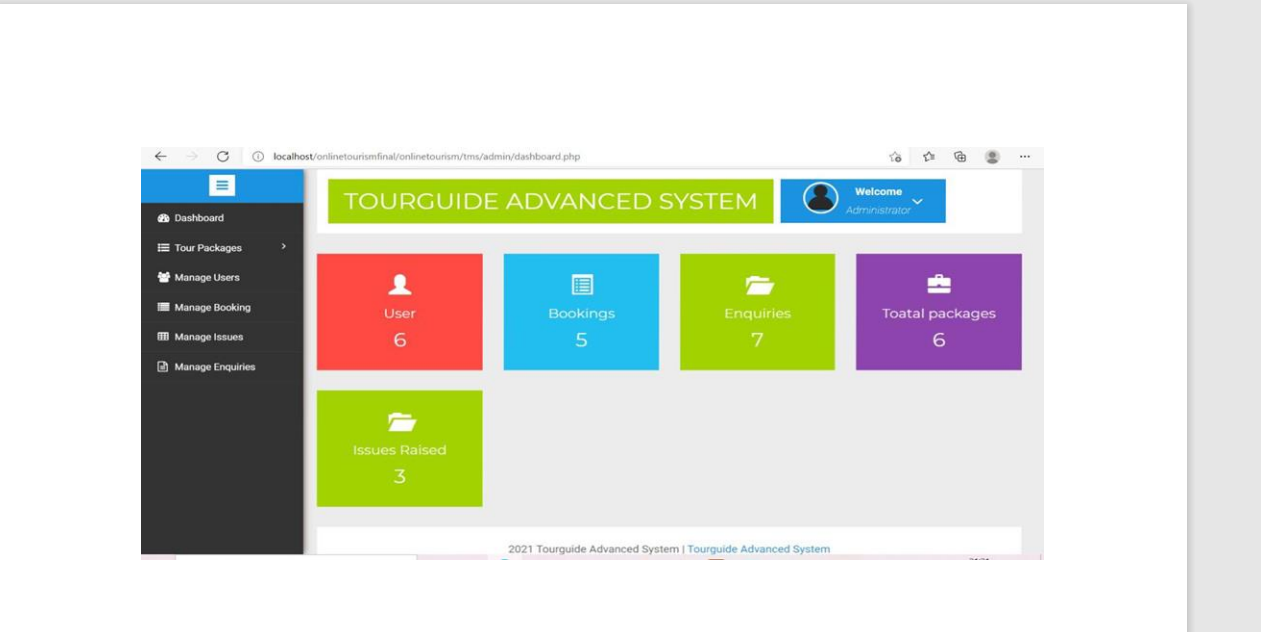 localhost/onlinetourismfinal/onlinetourism/tms/admin/dashboard.php
TOURGUIDE ADVANCED SYSTEM
Welcome
Administrator
Dashboard
Tour Packages
Manage Users
Manage Booking
Manage Issues
Manage Enquiries
User
6
Bookings
5
Enquiries
7
Toatal packages
6
Issues Raised
3
2021 Tourguide Advanced System | Tourguide Advanced System